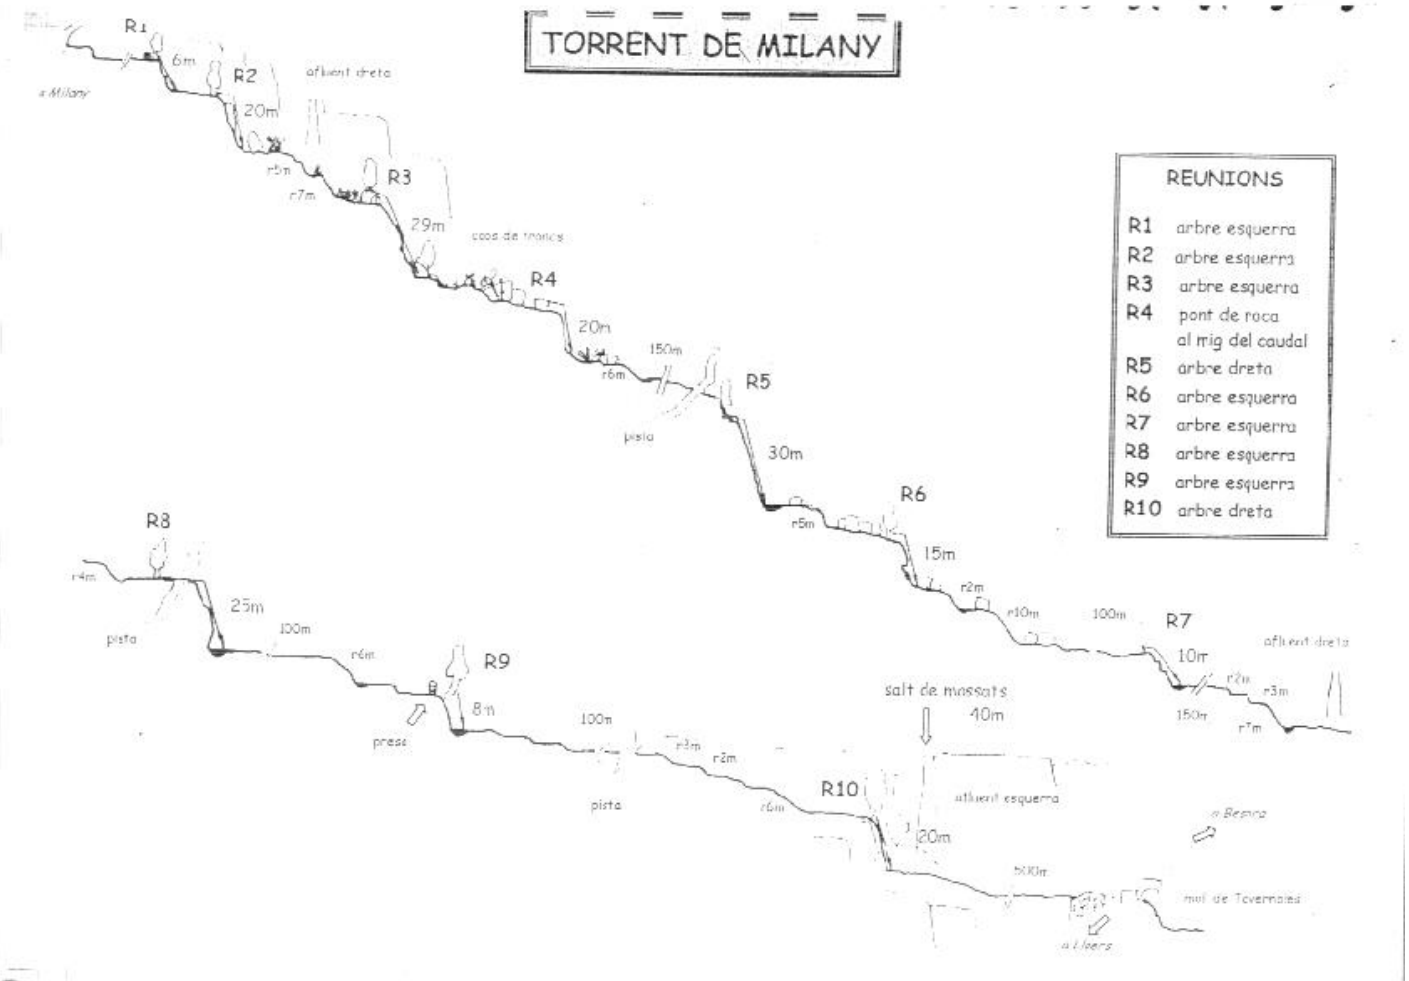 TORRENT DE MILANY
R1
6m
a Milany
R2
20m
afluent dreta
r5m
r7m
R3
29m
caos de troncs
R4
20m
r6m
150m
pista
R5
30m
r5m
R6
15m
r2m
r10m
100m
R7
10m
150m
r2m
r3m
r7m
afluent dreta
REUNIONS
R1 arbre esquerra
R2 arbre esquerra
R3 arbre esquerra
R4 pont de roca
al mig del caudal
R5 arbre dreta
R6 arbre esquerra
R7 arbre esquerra
R8 arbre esquerra
R9 arbre esquerra
R10 arbre dreta
r4m
R8
pista
25m
100m
r6m
presa
R9
8m
100m
pista
r3m
r2m
r6m
R10
20m
salt de mossats
40m
afluent esquerra
500m
a Besora
a Llaers